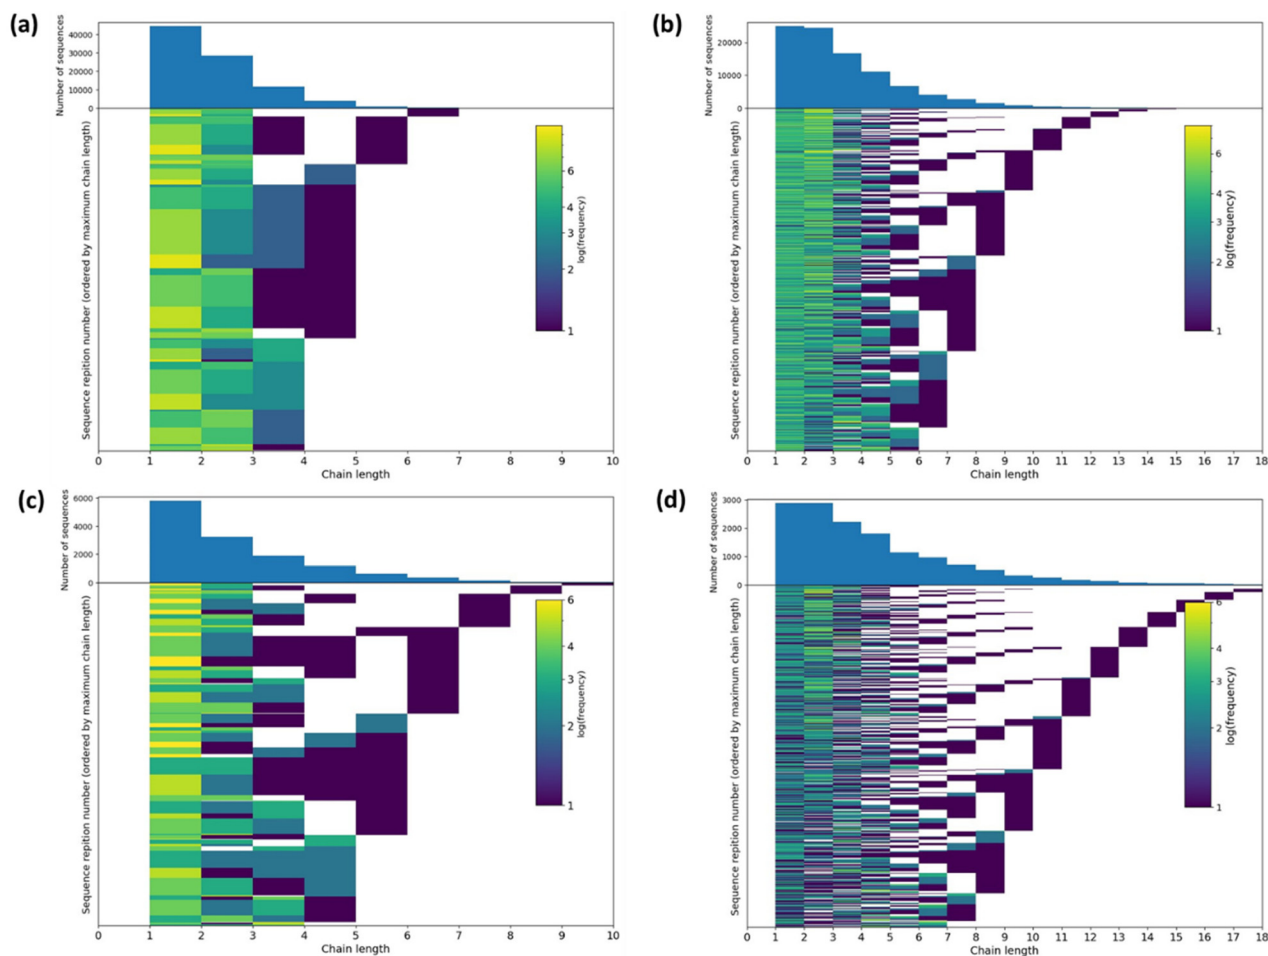 (a)
Number of sequences
40000
30000
20000
10000
0
Sequence repition number (ordered by maximum chain length)
6
4
3
2
1
log(frequency)
0 1 2 3 4 5 6 7 8 9 10
Chain length
(b)
Number of sequences
20000
10000
0
Sequence repition number (ordered by maximum chain length)
6
4
3
2
1
log(frequency)
0 1 2 3 4 5 6 7 8 9 10 11 12 13 14 15 16 17 18
Chain length
(c)
Number of sequences
6000
4000
2000
0
Sequence repition number (ordered by maximum chain length)
6
4
3
2
1
log(frequency)
0 1 2 3 4 5 6 7 8 9 10
Chain length
(d)
Number of sequences
3000
2000
1000
0
Sequence repition number (ordered by maximum chain length)
6
4
3
2
1
log(frequency)
0 1 2 3 4 5 6 7 8 9 10 11 12 13 14 15 16 17 18
Chain length